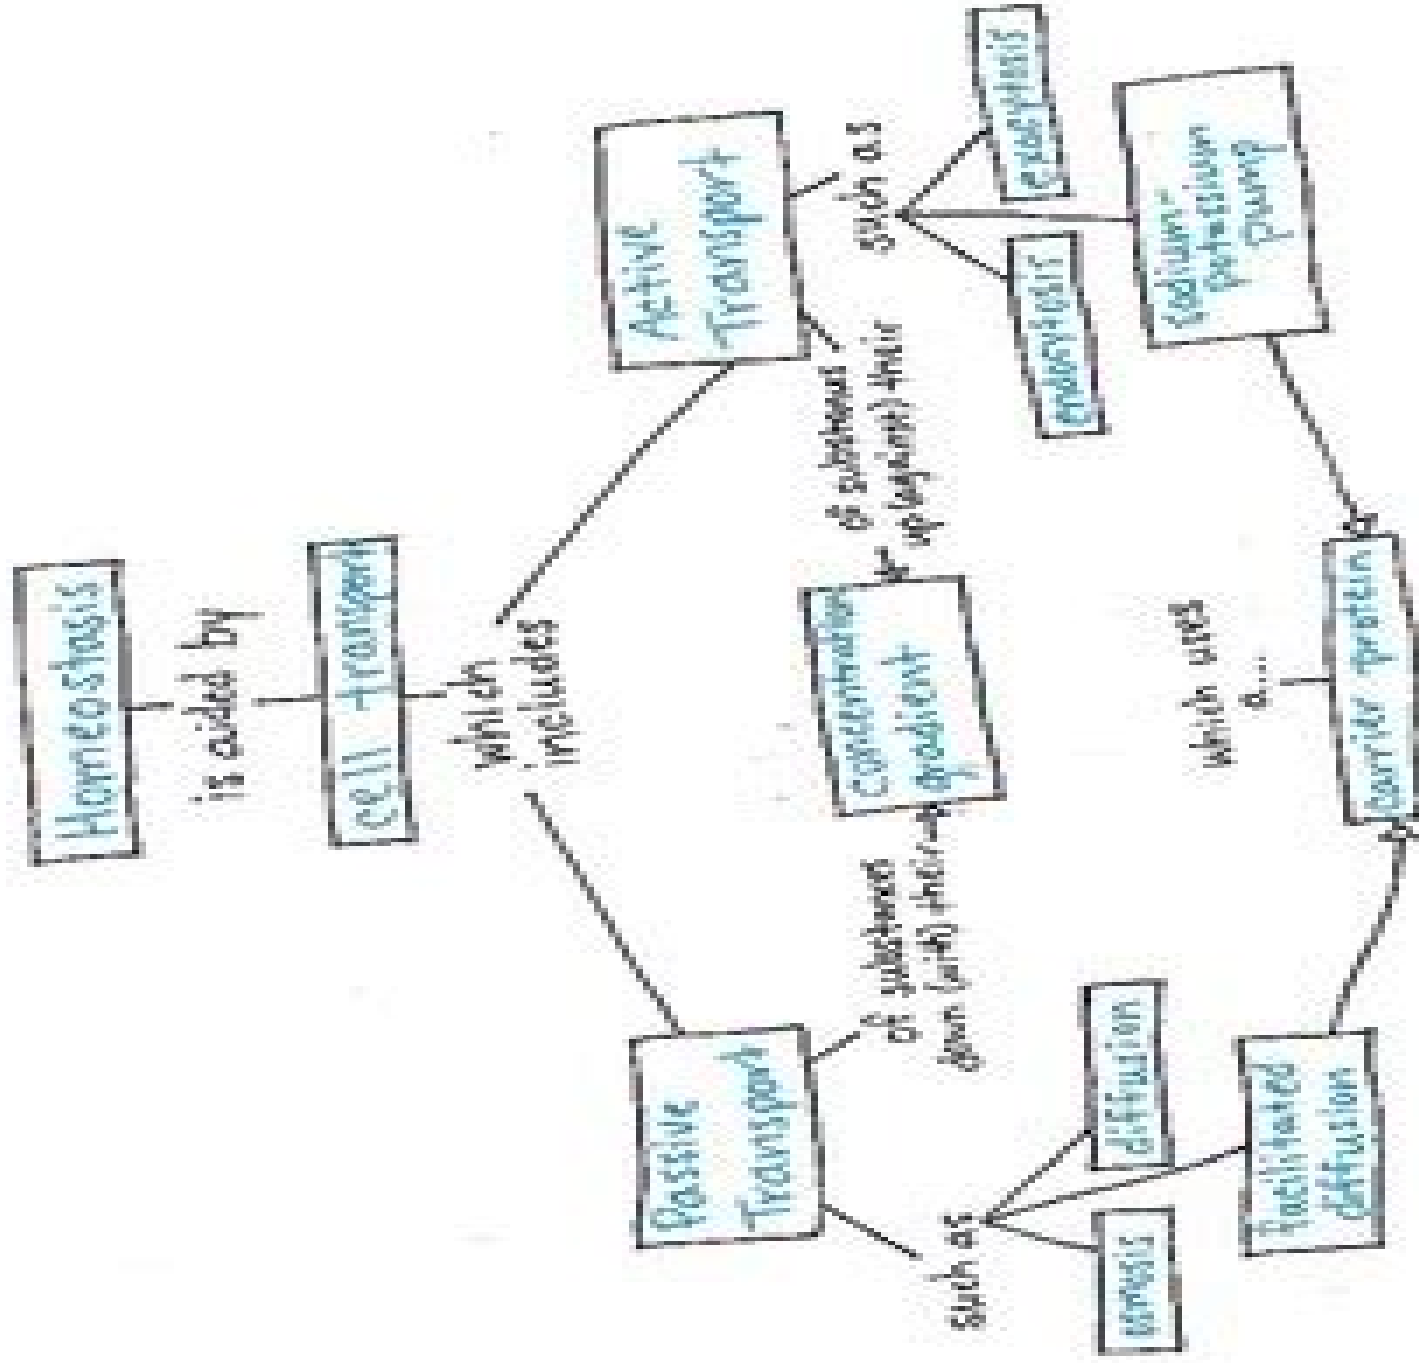 Homeostasis
is aided by
cell transport
which
includes
Passive
Transport
Active
Transport
such as
of substances
down (with) their
concentration
gradient
of substances
up (against) their
such as
osmosis
diffusion
facilitated
diffusion
endocytosis
exocytosis
sodium-
potassium
pump
which uses
a...
carrier protein